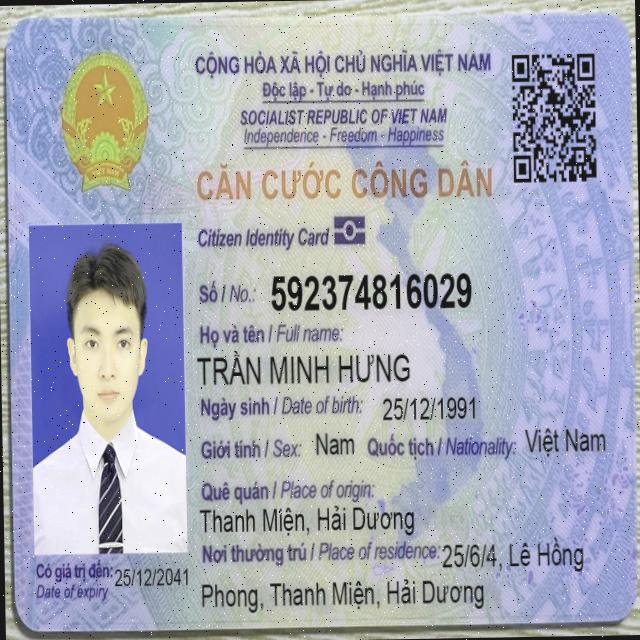 CỘNG HÒA XÃ HỘI CHỦ NGHĨA VIỆT NAM
Độc lập - Tự do - Hạnh phúc
SOCIALIST REPUBLIC OF VIET NAM
Independence - Freedom - Happiness
CĂN CƯỚC CÔNG DÂN
Citizen Identity Card
Số / No.: 592374816029
Họ và tên / Full name:
TRẦN MINH HƯNG
Ngày sinh / Date of birth: 25/12/1991
Giới tính / Sex: Nam Quốc tịch / Nationality: Việt Nam
Quê quán / Place of origin:
Thanh Miện, Hải Dương
Nơi thường trú / Place of residence: 25/6/4, Lê Hồng
Phong, Thanh Miện, Hải Dương
Có giá trị đến: 25/12/2041
Date of expiry